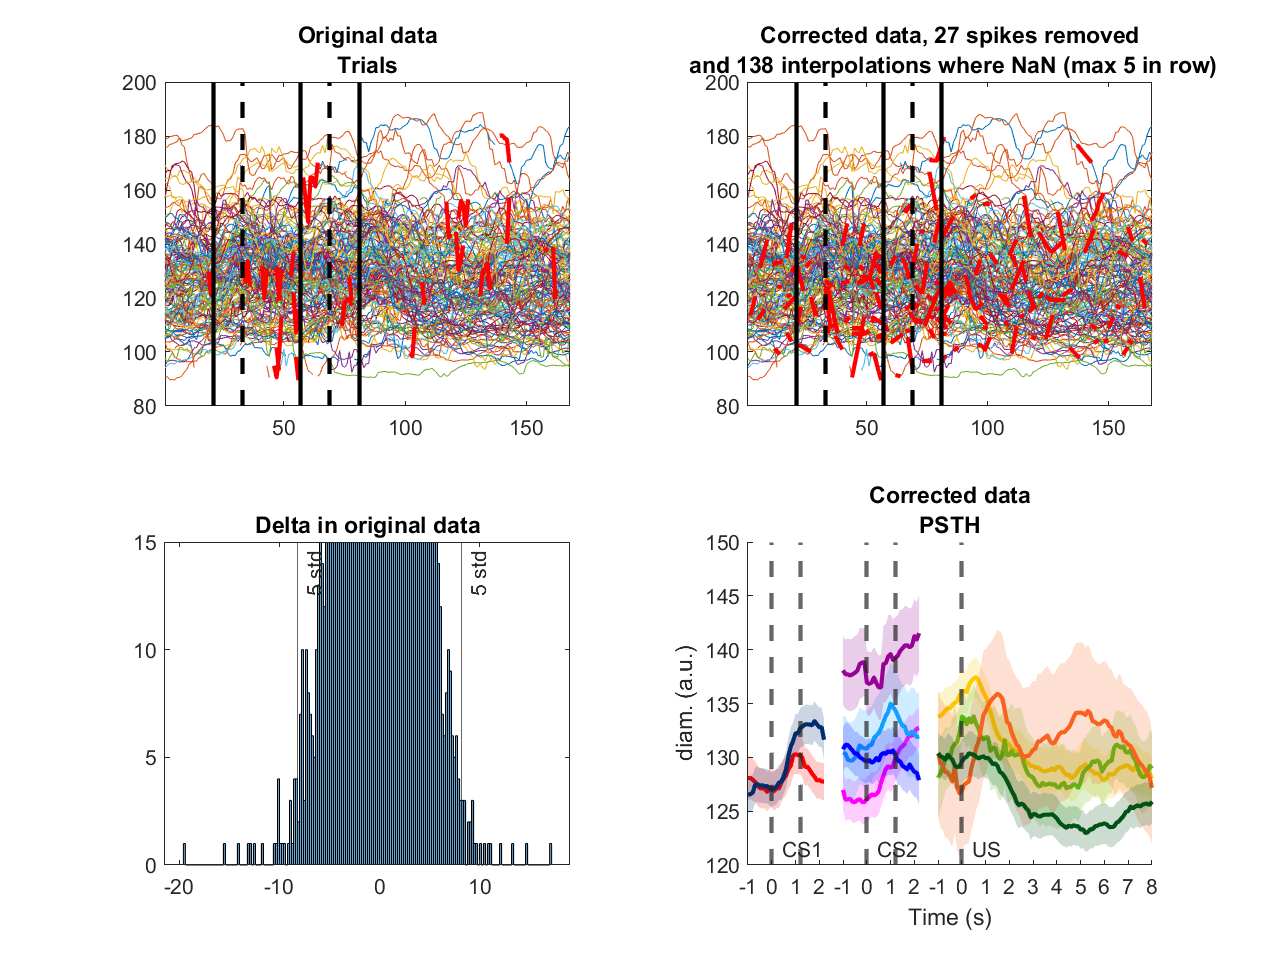 Original data
Trials
200
180
160
140
120
100
80
50
100
150
Corrected data, 27 spikes removed
and 138 interpolations where NaN (max 5 in row)
200
180
160
140
120
100
80
50
100
150
Delta in original data
15
10
5
0
5 std
5 std
-20
-10
0
10
Corrected data
PSTH
diam. (a.u.)
150
145
140
135
130
125
120
CS1
CS2
US
-1 0 1 2 -1 0 1 2 -1 0 1 2 3 4 5 6 7 8
Time (s)